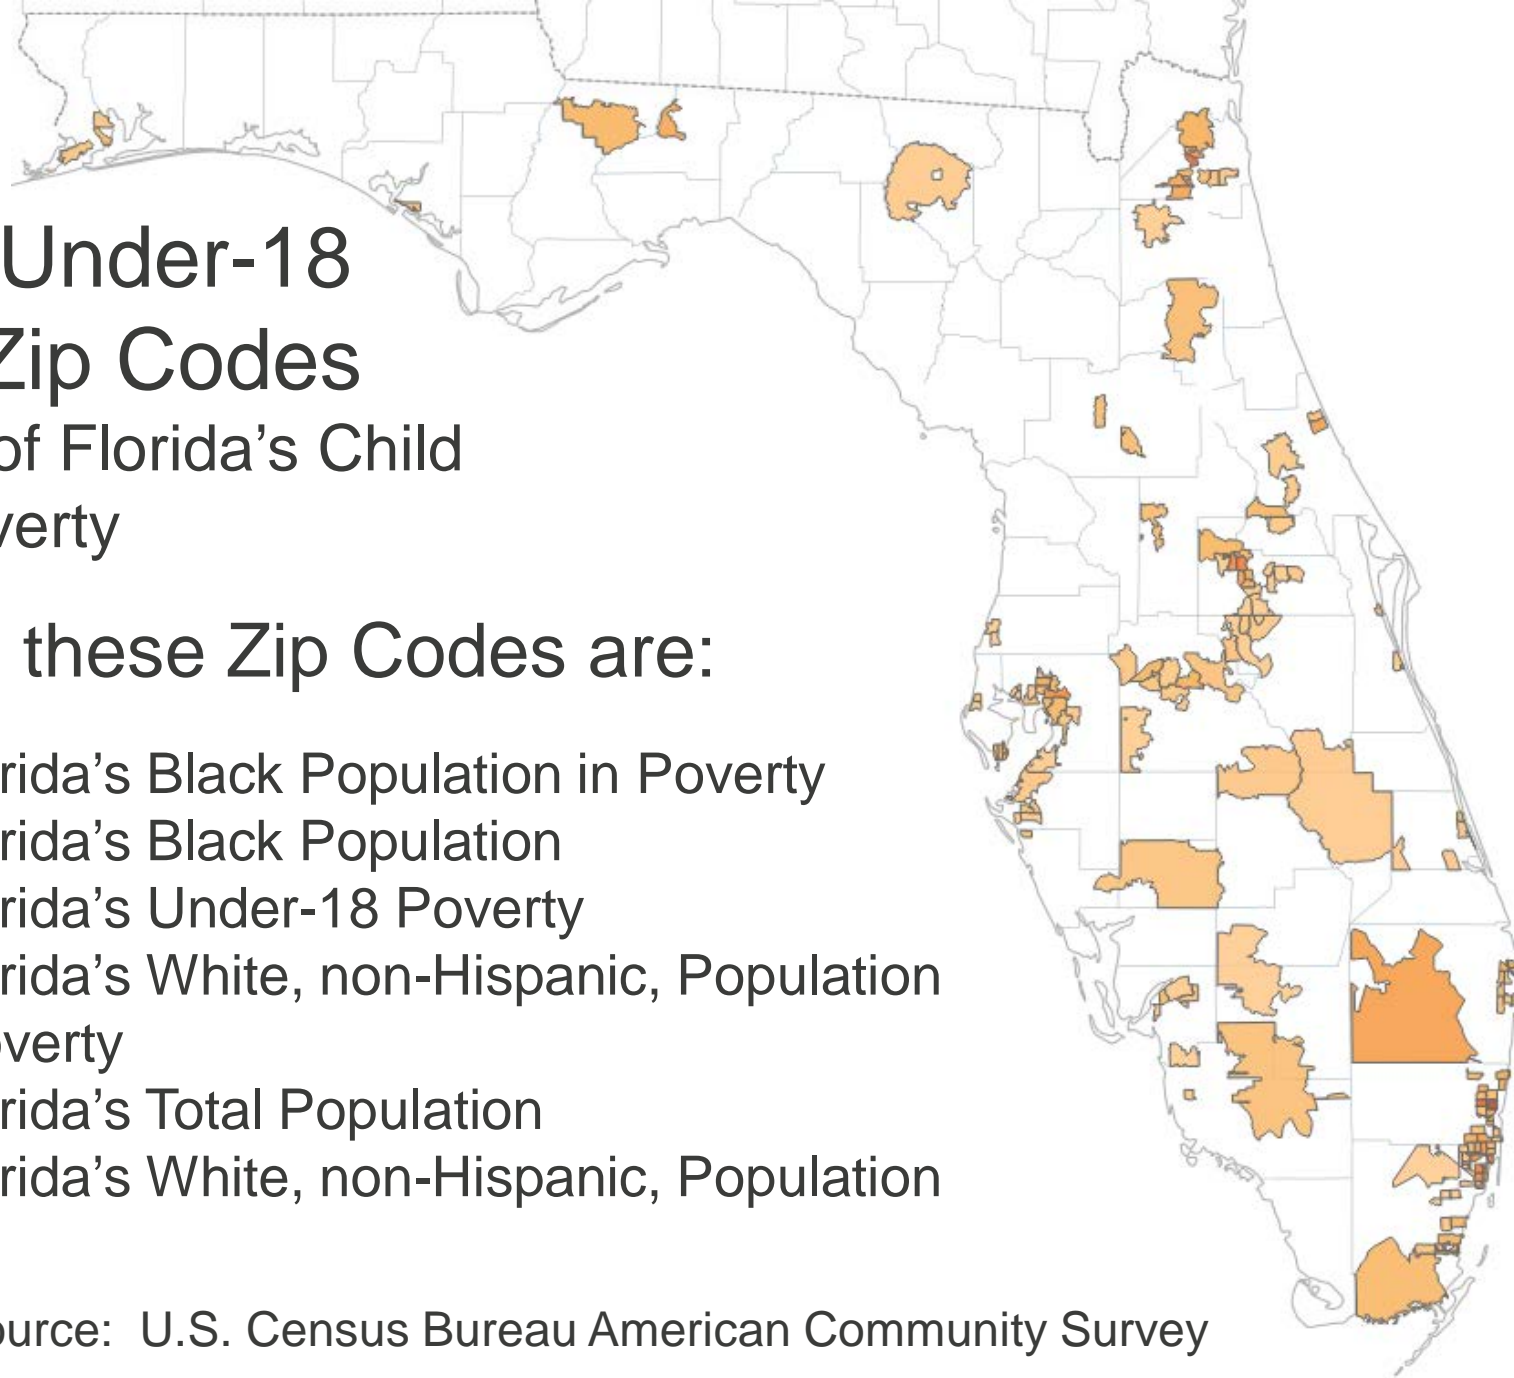 Under-18
Zip Codes
of Florida’s Child
verty
these Zip Codes are:
rida’s Black Population in Poverty
rida’s Black Population
rida’s Under-18 Poverty
rida’s White, non-Hispanic, Population
verty
rida’s Total Population
rida’s White, non-Hispanic, Population
ource: U.S. Census Bureau American Community Survey